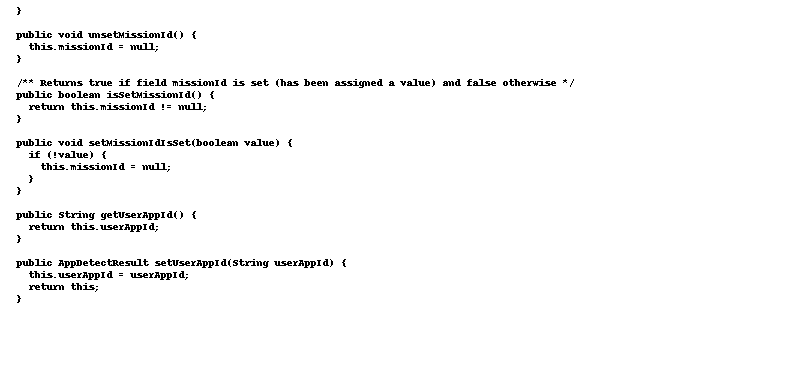 }
public void unsetMissionId() {
this.missionId = null;
}
/** Returns true if field missionId is set (has been assigned a value) and false otherwise */
public boolean isSetMissionId() {
return this.missionId != null;
}
public void setMissionIdIsSet(boolean value) {
if (!value) {
this.missionId = null;
}
}
public String getUserAppId() {
return this.userAppId;
}
public AppDetectResult setUserAppId(String userAppId) {
this.userAppId = userAppId;
return this;
}